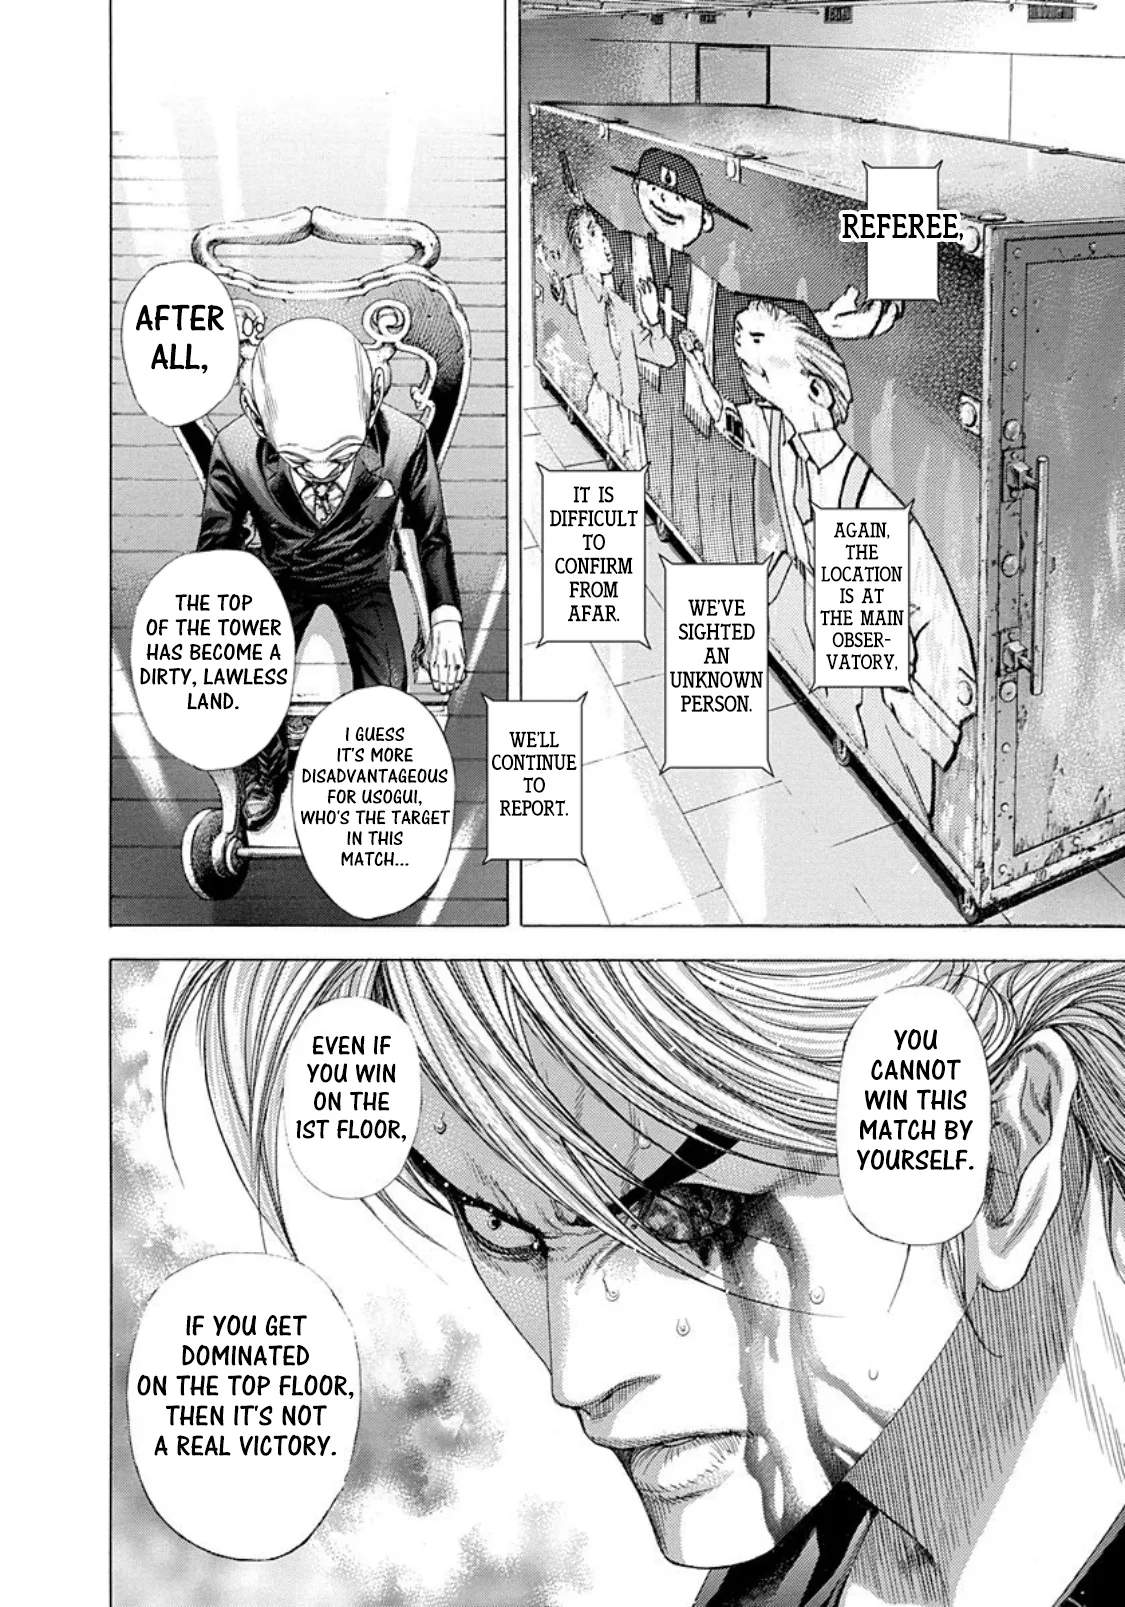 REFEREE,
AGAIN,
THE
LOCATION
IS AT
THE MAIN
OBSER-
VATORY,
WE'VE
SIGHTED
AN
UNKNOWN
PERSON.
IT IS
DIFFICULT
TO
CONFIRM
FROM
AFAR.
WE'LL
CONTINUE
TO
REPORT.
AFTER
ALL,
THE TOP
OF THE TOWER
HAS BECOME A
DIRTY, LAWLESS
LAND.
I GUESS
IT'S MORE
DISADVANTAGEOUS
FOR USOGUI,
WHO'S THE TARGET
IN THIS
MATCH...
YOU
CANNOT
WIN THIS
MATCH BY
YOURSELF.
EVEN IF
YOU WIN
ON THE
1ST FLOOR,
IF YOU GET
DOMINATED
ON THE TOP FLOOR,
THEN IT'S NOT
A REAL VICTORY.